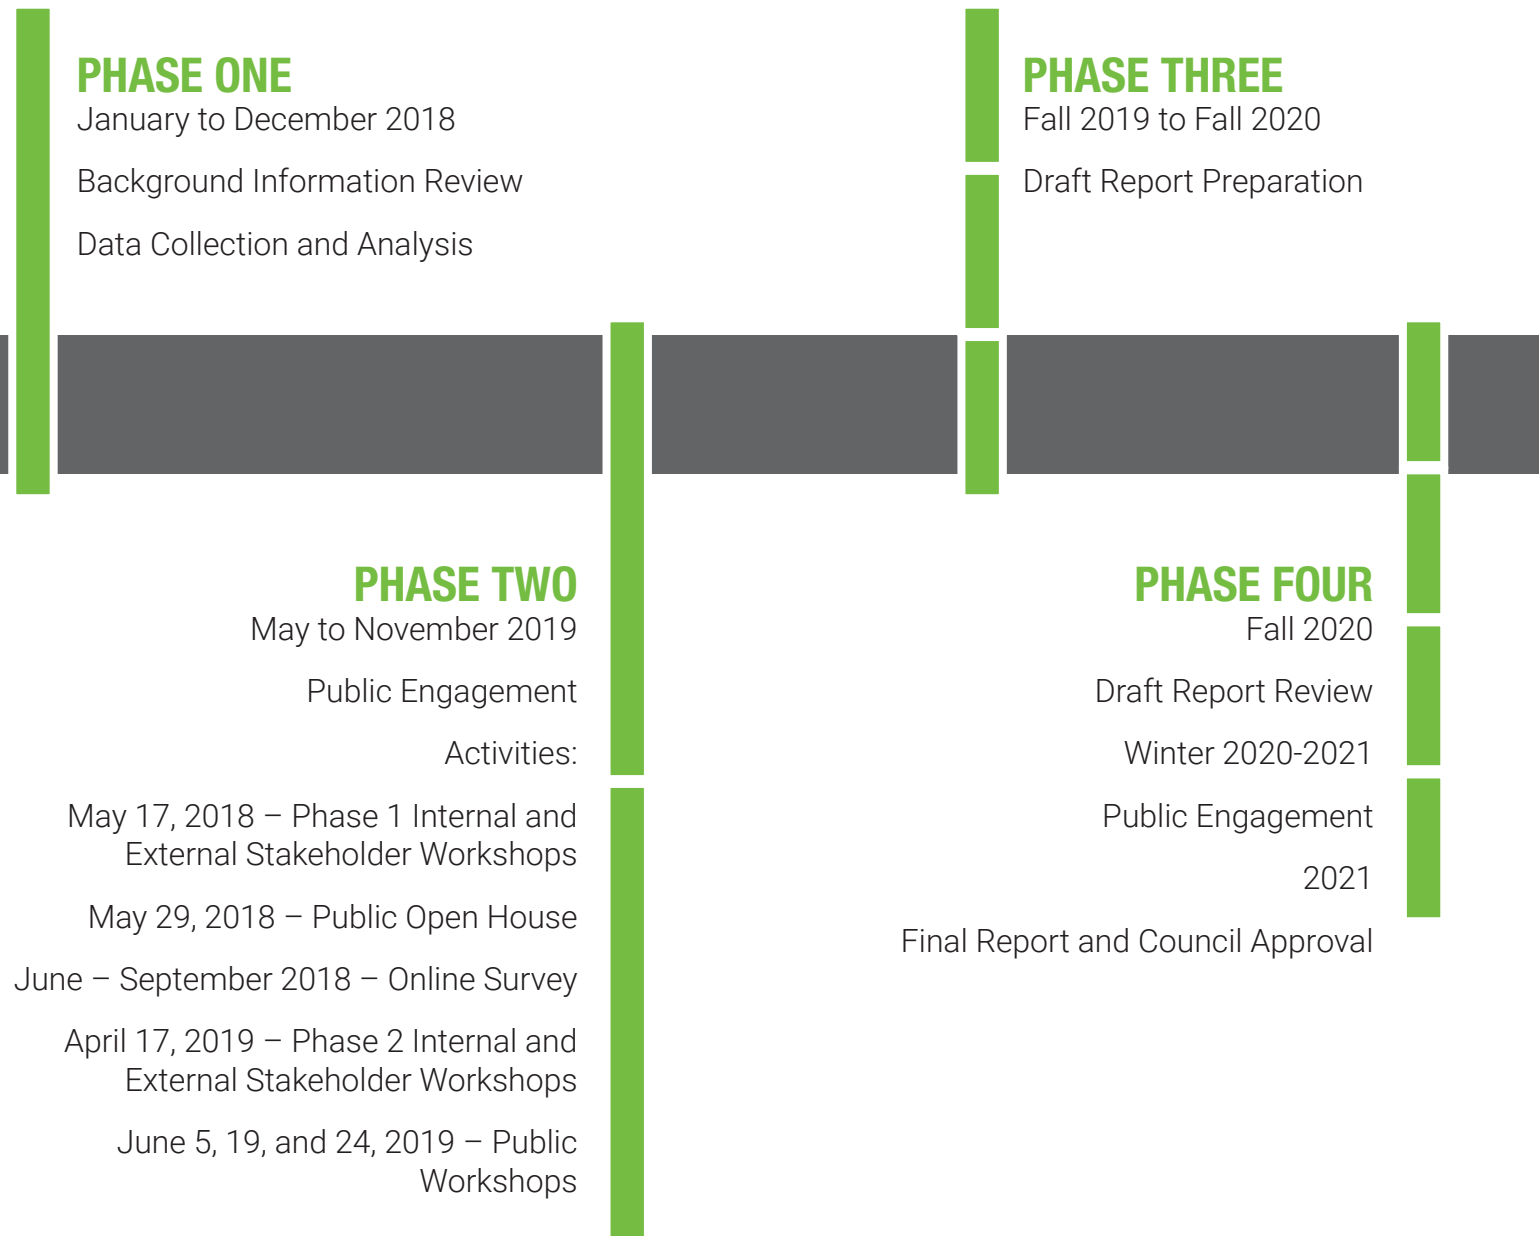 PHASE ONE
January to December 2018
Background Information Review
Data Collection and Analysis
PHASE TWO
May to November 2019
Public Engagement
Activities:
May 17, 2018 – Phase 1 Internal and
External Stakeholder Workshops
May 29, 2018 – Public Open House
June – September 2018 – Online Survey
April 17, 2019 – Phase 2 Internal and
External Stakeholder Workshops
June 5, 19, and 24, 2019 – Public
Workshops
PHASE THREE
Fall 2019 to Fall 2020
Draft Report Preparation
PHASE FOUR
Fall 2020
Draft Report Review
Winter 2020-2021
Public Engagement
2021
Final Report and Council Approval